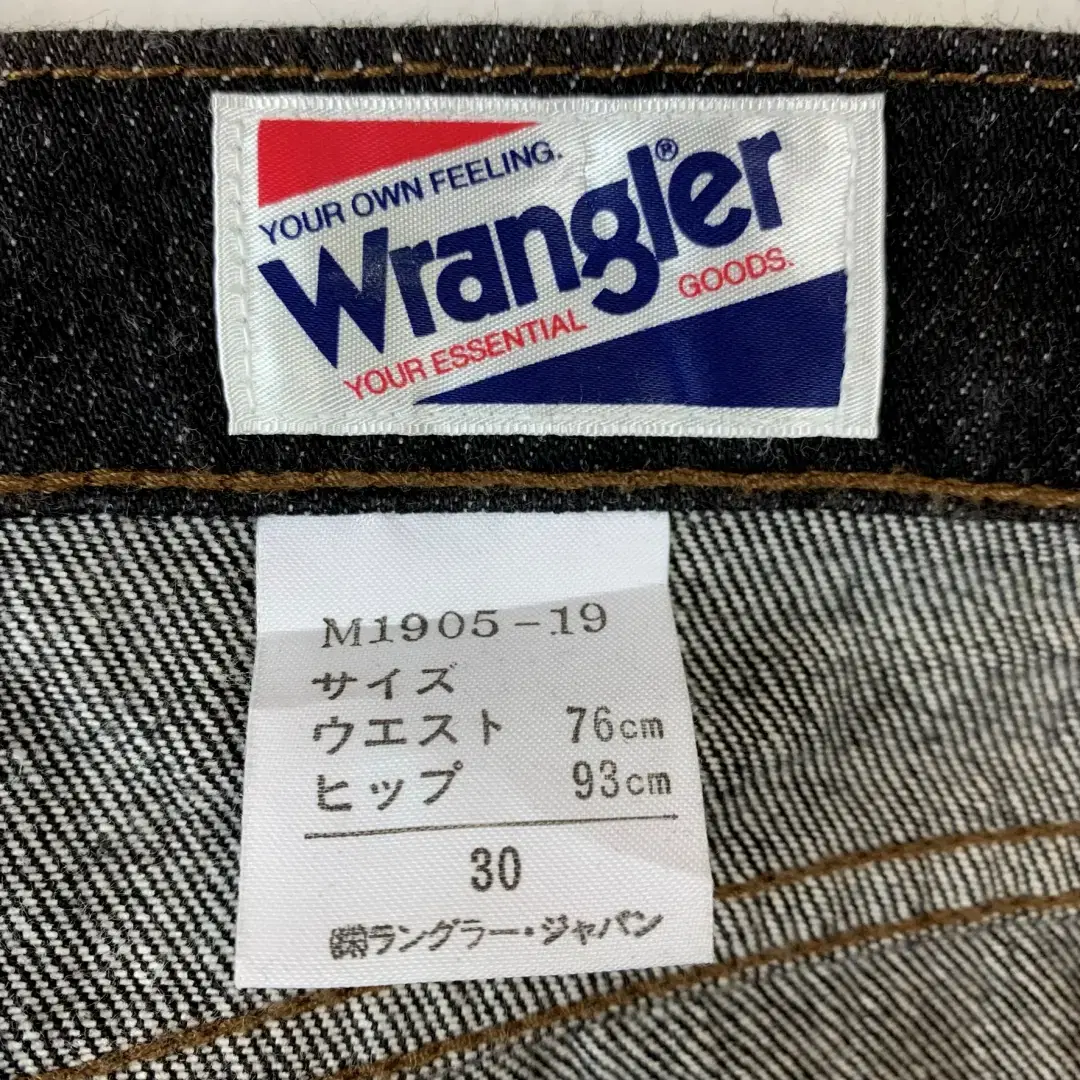 YOUR OWN FEELING.
Wrangler®
YOUR ESSENTIAL GOODS.
M1905-19
サイズ
ウエスト 76cm
ヒップ 93cm
30
㈱ラングラー・ジャパン